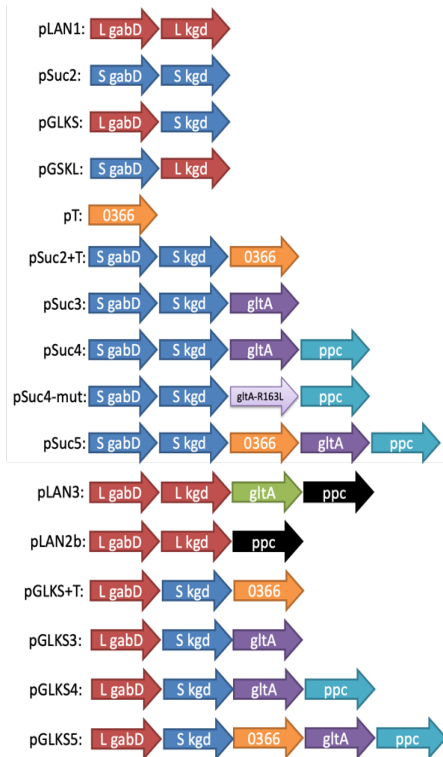 pLAN1: L gabD L kgd
pSuc2: S gabD S kgd
pGLKS: L gabD S kgd
pGSKL: S gabD L kgd
pT: 0366
pSuc2+T: S gabD S kgd 0366
pSuc3: S gabD S kgd gltA
pSuc4: S gabD S kgd gltA ppc
pSuc4-mut: S gabD S kgd gltA-R163L ppc
pSuc5: S gabD S kgd 0366 gltA ppc
pLAN3: L gabD L kgd gltA ppc
pLAN2b: L gabD L kgd ppc
pGLKS+T: L gabD S kgd 0366
pGLKS3: L gabD S kgd gltA
pGLKS4: L gabD S kgd gltA ppc
pGLKS5: L gabD S kgd 0366 gltA ppc